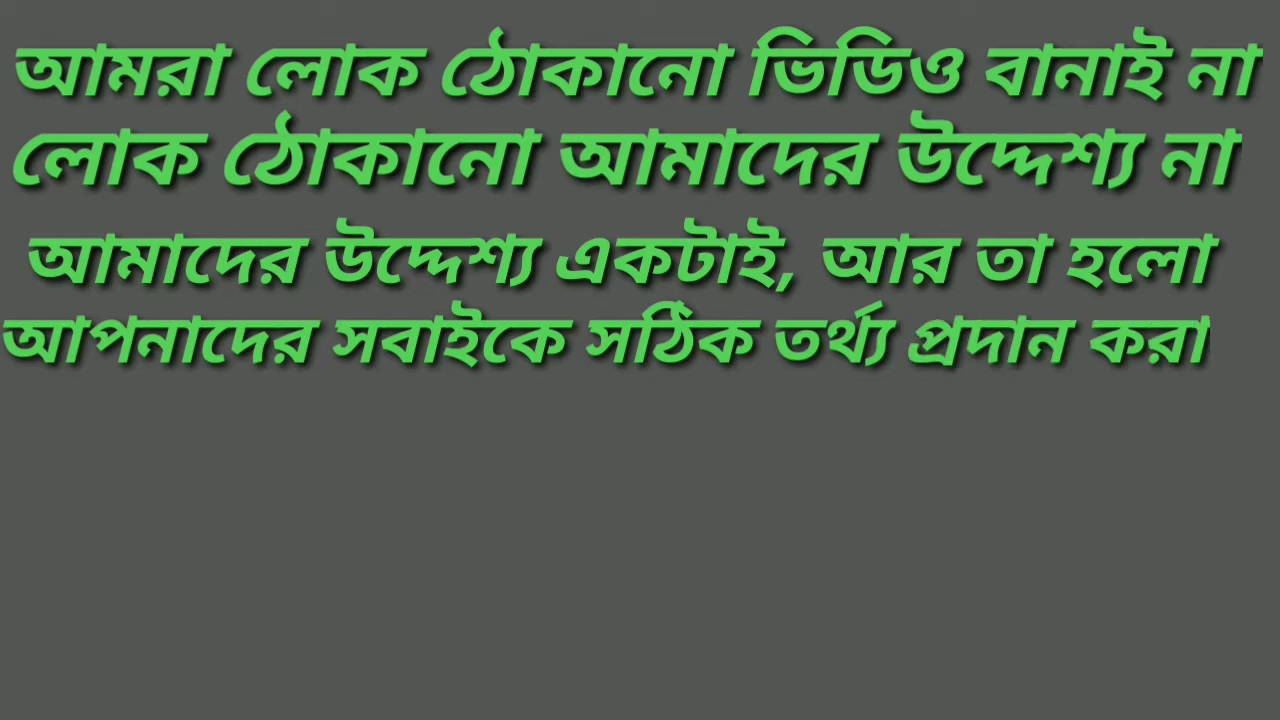 আমরা লোক ঠোকানো ভিডিও বানাই না
লোক ঠোকানো আমাদের উদ্দেশ্য না
আমাদের উদ্দেশ্য একটাই, আর তা হলো
আপনাদের সবাইকে সঠিক তর্থ্য প্রদান করা